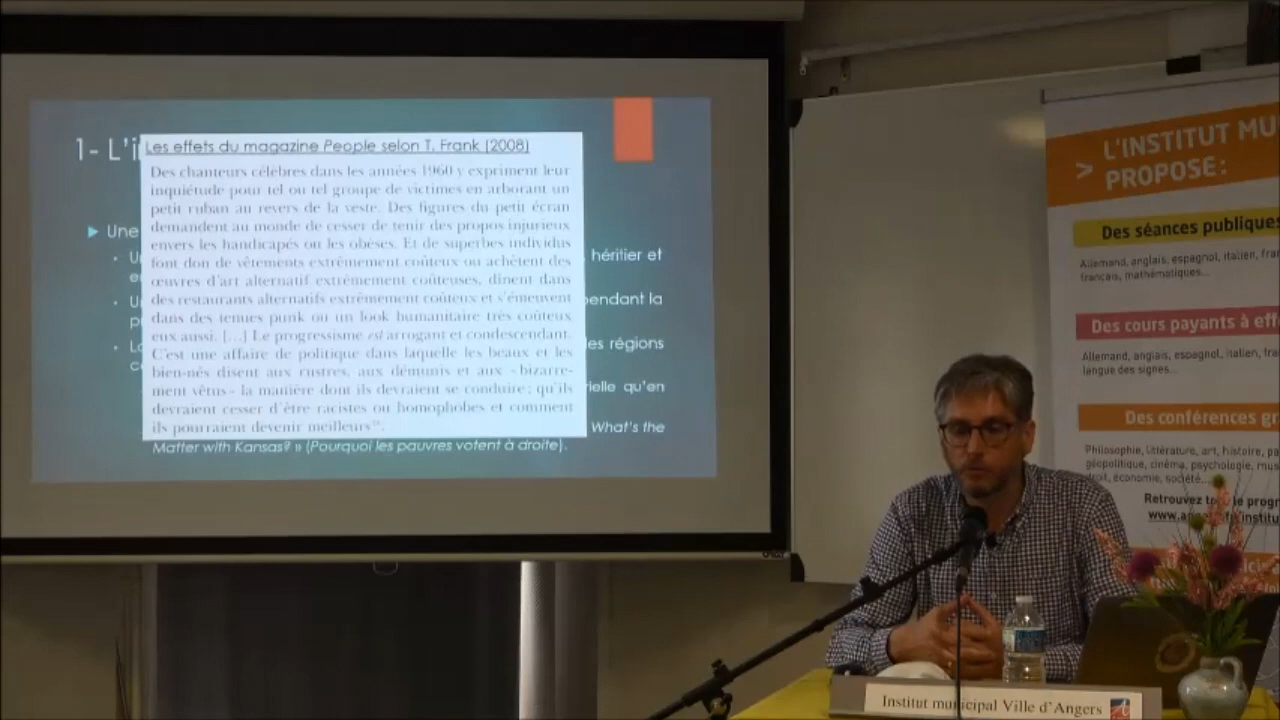 1- L'i
Les effets du magazine People selon T. Frank (2008)
Des chanteurs célèbres dans les années 1960 y expriment leur
inquiétude pour tel ou tel groupe de victimes en arborant un
petit ruban au revers de la veste. Des figures du petit écran
demandent au monde de cesser de tenir des propos injurieux
envers les handicapés ou les obèses. Et de superbes individus
font don de vêtements extrêmement coûteux ou achètent des
œuvres d'art alternatif extrêmement coûteuses, dînent dans
des restaurants alternatifs extrêmement coûteux et s'émeuvent
dans des tenues punk ou un look humanitaire très coûteux
eux aussi. [...] Le progressisme est arrogant et condescendant.
C'est une affaire de politique dans laquelle les beaux et les
bien-nés disent aux rustres, aux démunis et aux « bizarre-
ment vêtus » la manière dont ils devraient se conduire ; qu'ils
devraient cesser d'être racistes ou homophobes et comment
ils pourraient devenir meilleurs
Une
héritier et
pendant la
les régions
rielle qu'en
What's the
Matter with Kansas? » (Pourquoi les pauvres votent à droite).
> L'INSTITUT MU
PROPOSE :
Des séances publiques
Allemand, anglais, espagnol, italien, fra
français, mathématiques...
Des cours payants à eff
Allemand, anglais, espagnol, italien, fra
langue des signes...
Des conférences gr
Philosophie, littérature, art, histoire, pa
géopolitique, cinéma, psychologie, mus
droit, économie, société...
Retrouvez le progr
Institut municipal Ville d'Angers